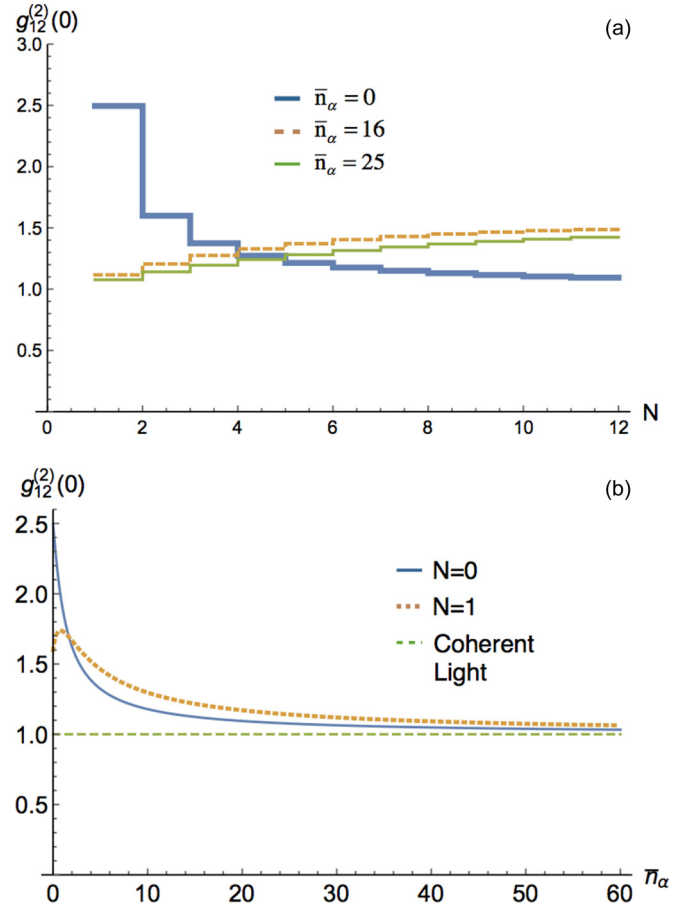 g₁₂⁽²⁾(0)
(a)
3.0
2.5
2.0
1.5
1.0
0.5
n̄α = 0
n̄α = 16
n̄α = 25
0 2 4 6 8 10 12
N
g₁₂⁽²⁾(0)
(b)
2.5
2.0
1.5
1.0
0.5
N=0
N=1
Coherent
Light
0 10 20 30 40 50 60
n̄α